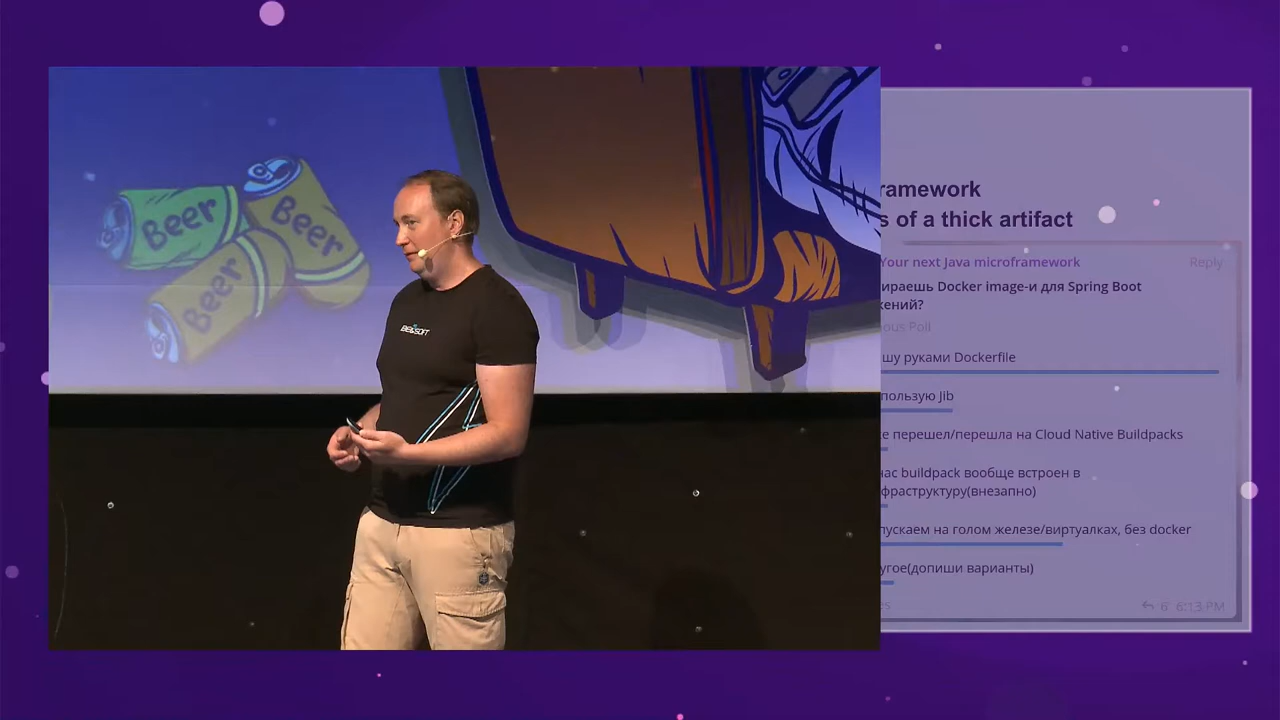 Beer
Beer
Beer
BELLSOFT
ramework
s of a thick artifact
Your next Java microframework
Reply
ираешь Docker image-и для Spring Boot
жений?
ous Poll
шу руками Dockerfile
пользую Jib
е перешел/перешла на Cloud Native Buildpacks
нас buildpack вообще встроен в
фраструктуру(внезапно)
пускаем на голом железе/виртуалках, без docker
угое(допиши варианты)
es
6 6:13 PM